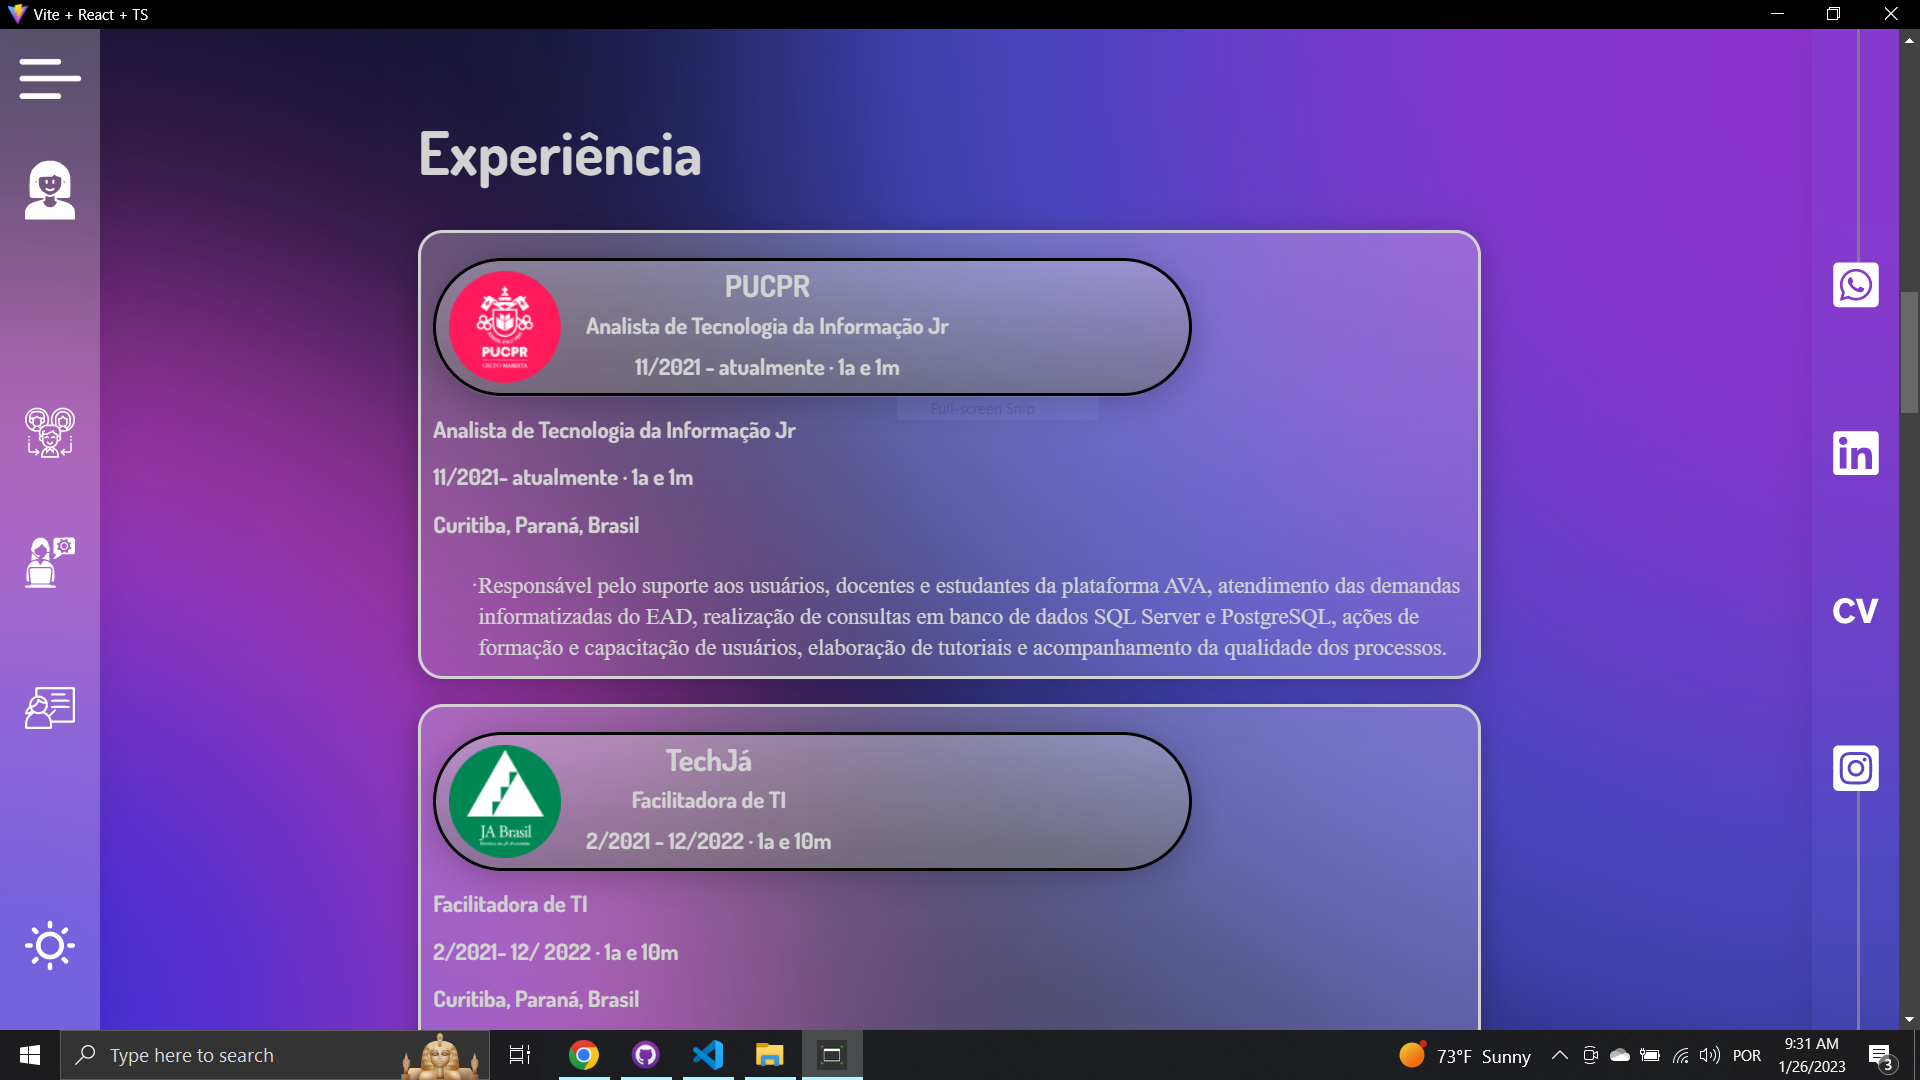 Vite + React + TS
Experiência
PUCPR
Analista de Tecnologia da Informação Jr
11/2021 - atualmente · 1a e 1m
PUCPR
GRUPO MARISTA
Full-screen Snip
Analista de Tecnologia da Informação Jr
11/2021- atualmente · 1a e 1m
Curitiba, Paraná, Brasil
·Responsável pelo suporte aos usuários, docentes e estudantes da plataforma AVA, atendimento das demandas
informatizadas do EAD, realização de consultas em banco de dados SQL Server e PostgreSQL, ações de
formação e capacitação de usuários, elaboração de tutoriais e acompanhamento da qualidade dos processos.
TechJá
Facilitadora de TI
2/2021 - 12/2022 · 1a e 10m
JA Brasil
Facilitadora de TI
2/2021- 12/ 2022 · 1a e 10m
Curitiba, Paraná, Brasil
in
CV
Type here to search
73°F Sunny
POR
9:31 AM
1/26/2023
3